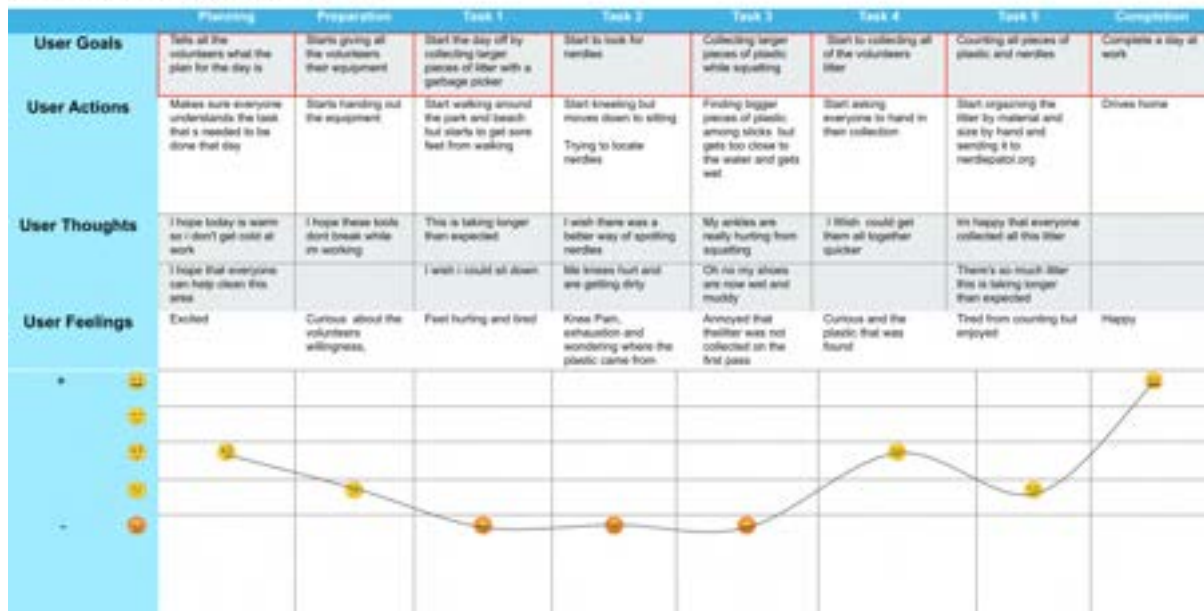 Planning Preparation Task 1 Task 2 Task 3 Task 4 Task 5 Completion
User Goals
Tells all the
volunteers what the
plan for the day is
Starts giving all
the volunteers
their equipment
Start the day off by
collecting larger
pieces of litter with a
garbage picker
Start to look for
nerdles
Collecting larger
pieces of plastic
while squatting
Start to collecting all
of the volunteers
litter
Counting all pieces of
plastic and nerdles
Complete a day at
work
User Actions
Makes sure everyone
understands the task
that s needed to be
done that day
Starts handing out
the equipment
Start walking around
the park and beach
but starts to get sore
feet from walking
Start kneeling but
moves down to sitting
Trying to locate
nerdles
Finding bigger
pieces of plastic
among sticks but
gets too close to
the water and gets
wet
Start asking
everyone to hand in
their collection
Start orgazning the
litter by material and
size by hand and
sending it to
nerdlepatol.org
Drives home
User Thoughts
I hope today is warm
so i don't get cold at
work
I hope these tools
dont break while
im working
This is taking longer
than expected
I wish there was a
better way of spotting
nerdles
My ankles are
really hurting from
squatting
I Wish could get
them all together
quicker
Im happy that everyone
collected all this litter
I hope that everyone
can help clean this
area
I wish i could sit down
Me knees hurt and
are getting dirty
Oh no my shoes
are now wet and
muddy
There's so much litter
this is taking longer
than expected
User Feelings
Excited
Curious about the
volunteers
willingness,
Feet hurting and tired
Knee Pain,
exhaustion and
wondering where the
plastic came from
Annoyed that
thelitter was not
collected on the
first pass
Curious and the
plastic that was
found
Tired from counting but
enjoyed
Happy
+
-